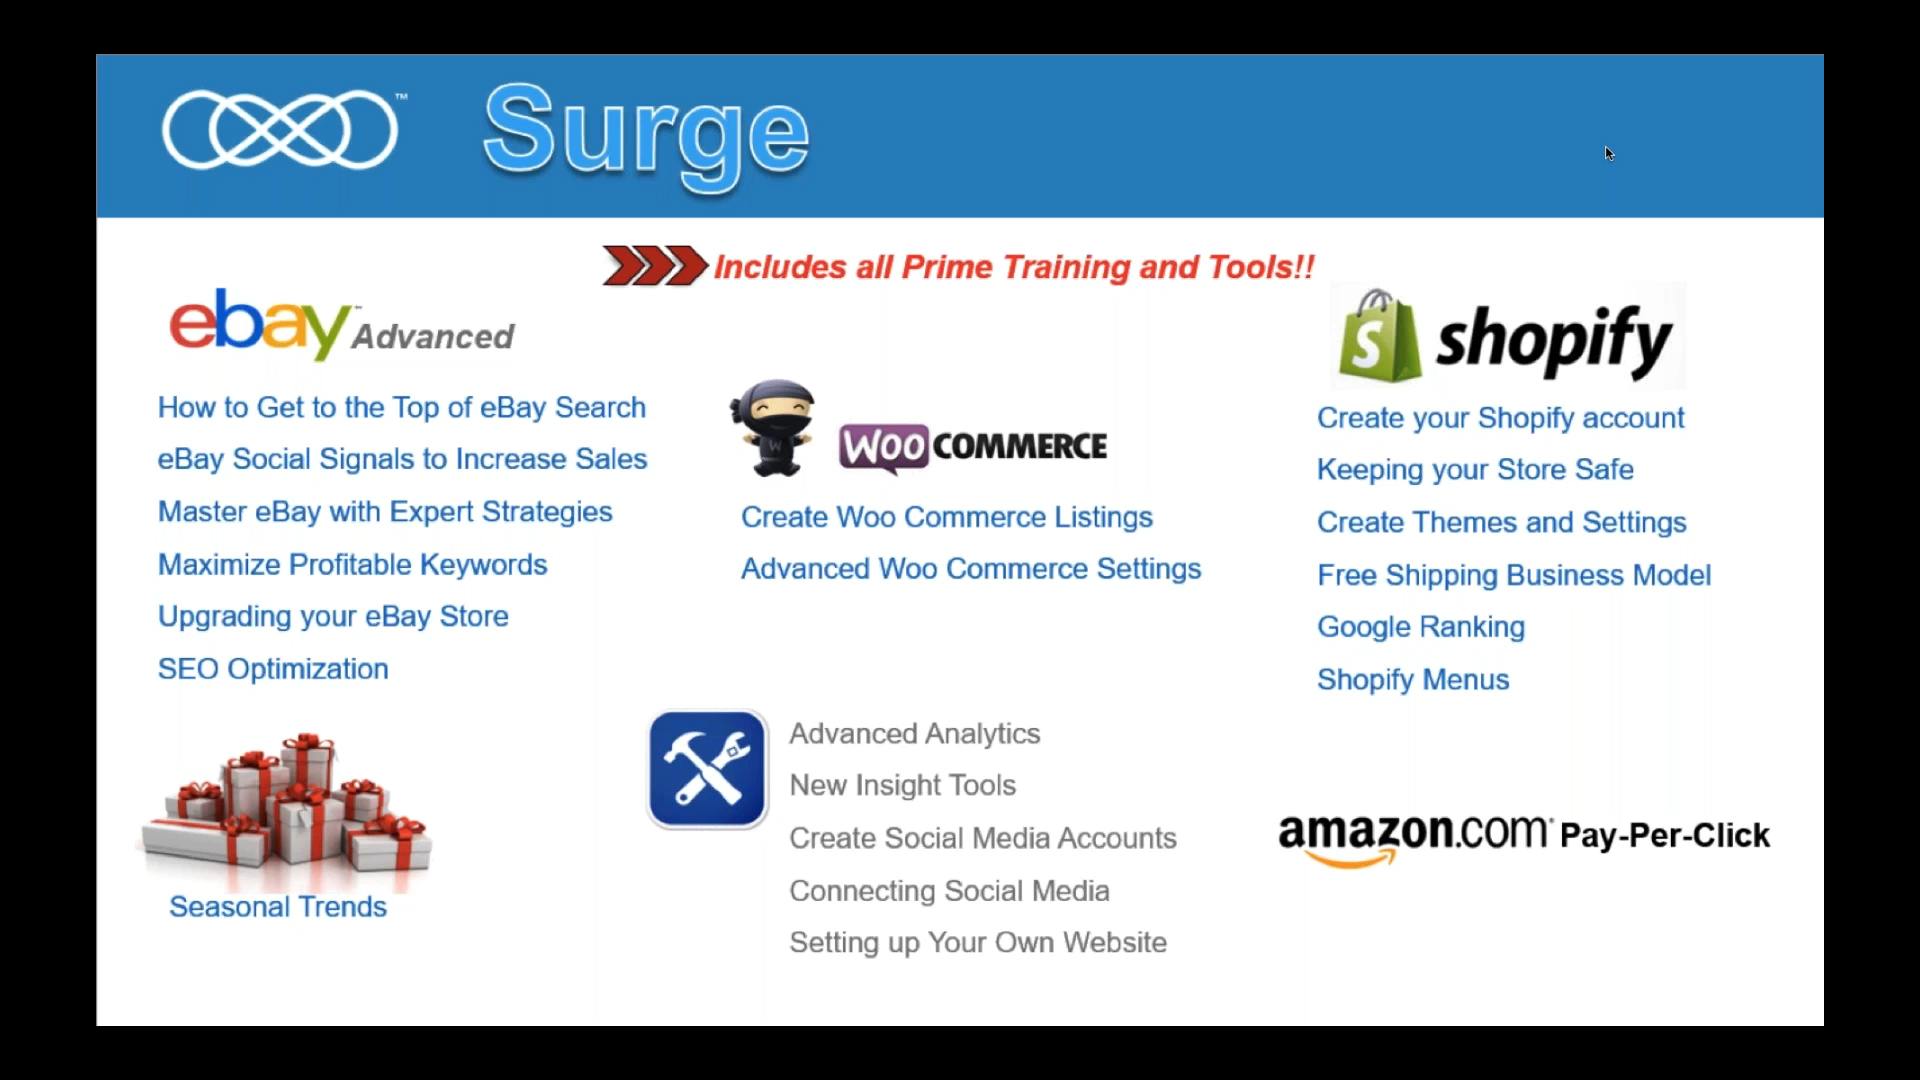 ™
Surge
Includes all Prime Training and Tools!!
ebay™ Advanced
How to Get to the Top of eBay Search
eBay Social Signals to Increase Sales
Master eBay with Expert Strategies
Maximize Profitable Keywords
Upgrading your eBay Store
SEO Optimization
Seasonal Trends
W
WOO COMMERCE
Create Woo Commerce Listings
Advanced Woo Commerce Settings
Advanced Analytics
New Insight Tools
Create Social Media Accounts
Connecting Social Media
Setting up Your Own Website
S shopify
Create your Shopify account
Keeping your Store Safe
Create Themes and Settings
Free Shipping Business Model
Google Ranking
Shopify Menus
amazon.com Pay-Per-Click